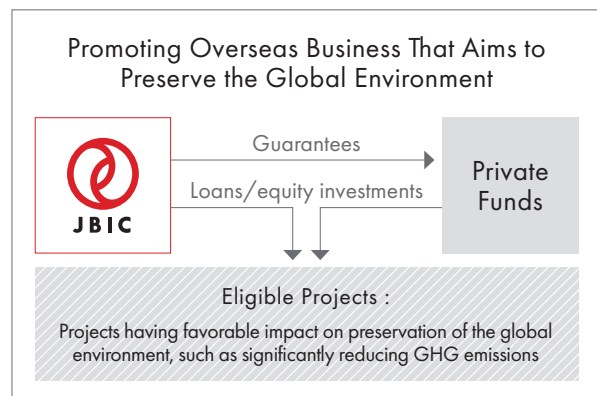 Promoting Overseas Business That Aims to
Preserve the Global Environment
JBIC
Guarantees
Loans/equity investments
Private
Funds
Eligible Projects :
Projects having favorable impact on preservation of the global
environment, such as significantly reducing GHG emissions